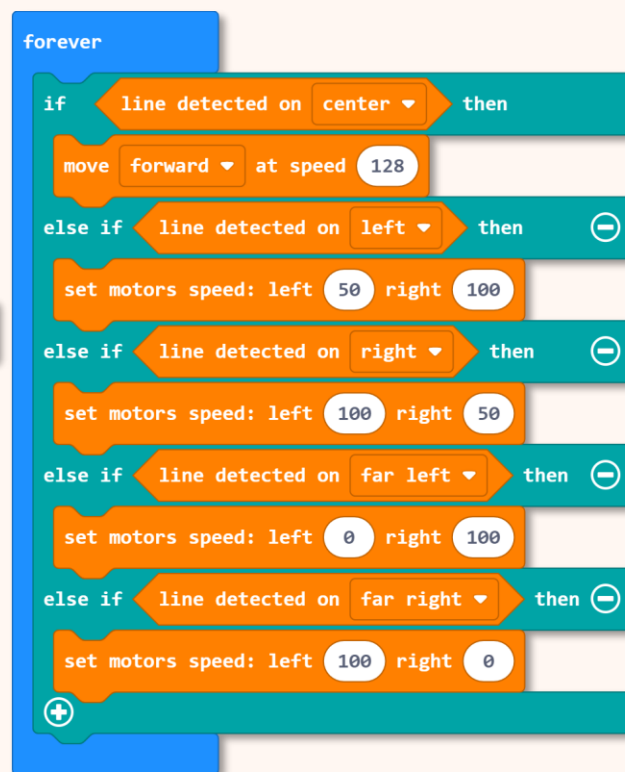 forever
if line detected on center then
move forward at speed 128
else if line detected on left then
set motors speed: left 50 right 100
else if line detected on right then
set motors speed: left 100 right 50
else if line detected on far left then
set motors speed: left 0 right 100
else if line detected on far right then
set motors speed: left 100 right 0